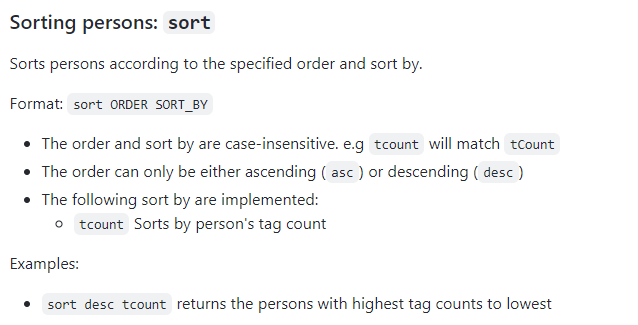 Sorting persons: sort
Sorts persons according to the specified order and sort by.
Format: sort ORDER SORT_BY
The order and sort by are case-insensitive. e.g tcount will match tCount
The order can only be either ascending ( asc ) or descending ( desc )
The following sort by are implemented:
tcount Sorts by person's tag count
Examples:
sort desc tcount returns the persons with highest tag counts to lowest